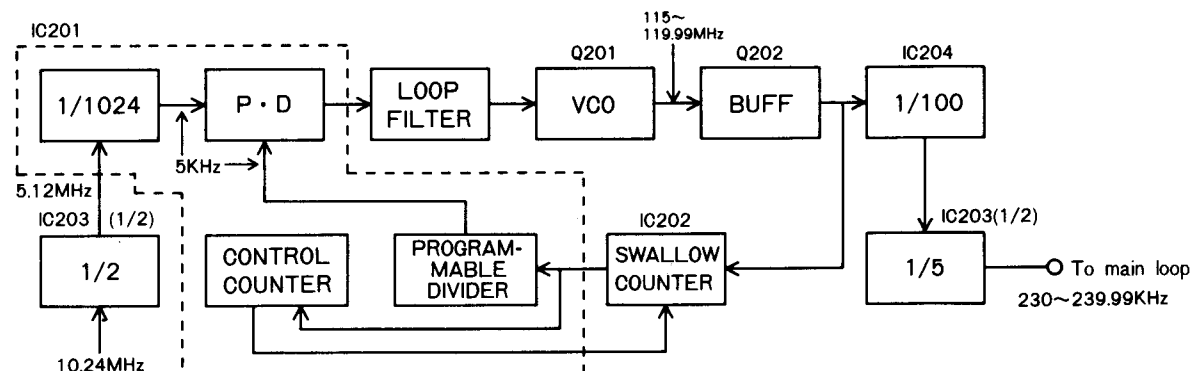 IC201
1/1024
P・D
LOOP
FILTER
Q201
VCO
115~
119.99MHz
Q202
BUFF
IC204
1/100
5KHz
5.12MHz
IC203 (1/2)
1/2
10.24MHz
CONTROL
COUNTER
PROGRAM-
MABLE
DIVIDER
IC202
SWALLOW
COUNTER
IC203(1/2)
1/5
To main loop
230~239.99KHz